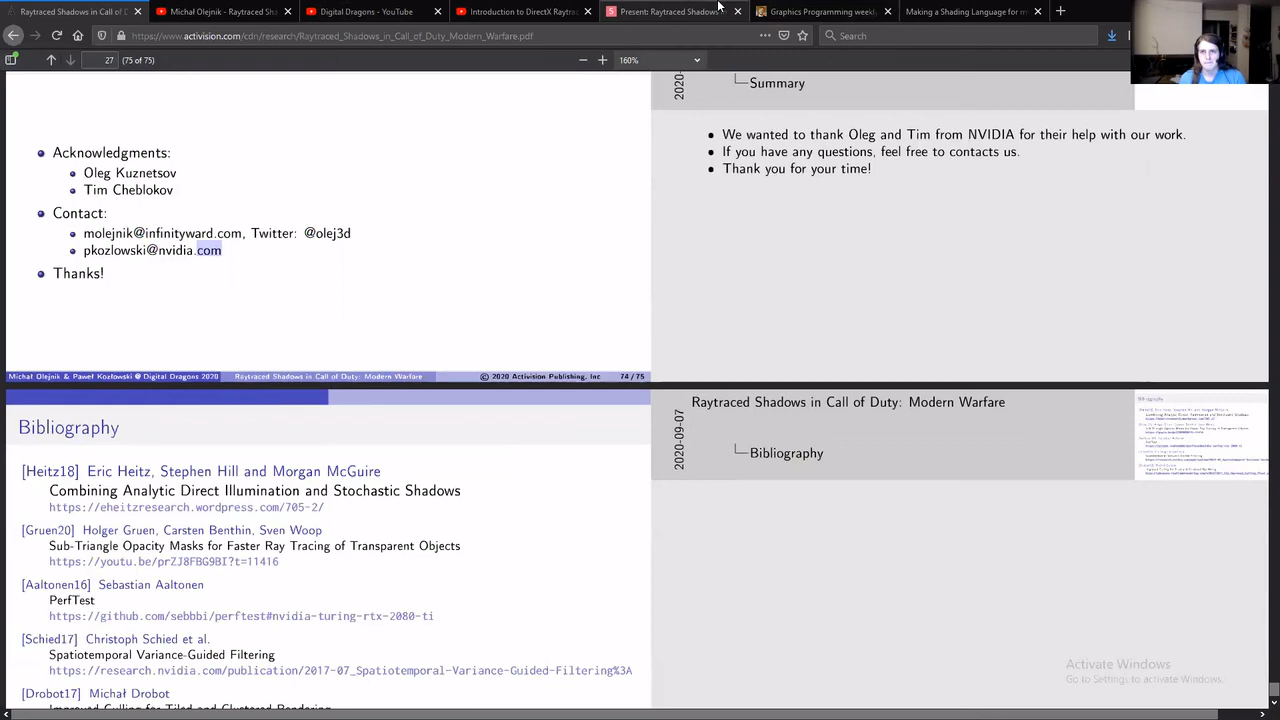 Raytraced Shadows in Call of D
Michał Olejnik - Raytraced Sha
Digital Dragons - YouTube
Introduction to DirectX Raytrac
Present: Raytraced Shadows
Graphics Programming weekly
Making a Shading Language for m
https://www.activision.com/cdn/research/Raytraced_Shadows_in_Call_of_Duty_Modern_Warfare.pdf
Search
27 (75 of 75)
160%
Acknowledgments:
Oleg Kuznetsov
Tim Cheblokov
Contact:
molejnik@infinityward.com, Twitter: @olej3d
pkozlowski@nvidia.com
Thanks!
Michał Olejnik & Paweł Kozłowski @ Digital Dragons 2020
Raytraced Shadows in Call of Duty: Modern Warfare
© 2020 Activision Publishing, Inc
74 / 75
2020-
Summary
We wanted to thank Oleg and Tim from NVIDIA for their help with our work.
If you have any questions, feel free to contacts us.
Thank you for your time!
Bibliography
[Heitz18] Eric Heitz, Stephen Hill and Morgan McGuire
Combining Analytic Direct Illumination and Stochastic Shadows
https://eheitzresearch.wordpress.com/705-2/
[Gruen20] Holger Gruen, Carsten Benthin, Sven Woop
Sub-Triangle Opacity Masks for Faster Ray Tracing of Transparent Objects
https://youtu.be/prZJ8FBG9BI?t=11416
[Aaltonen16] Sebastian Aaltonen
PerfTest
https://github.com/sebbbi/perftest#nvidia-turing-rtx-2080-ti
[Schied17] Christoph Schied et al.
Spatiotemporal Variance-Guided Filtering
https://research.nvidia.com/publication/2017-07_Spatiotemporal-Variance-Guided-Filtering%3A
[Drobot17] Michał Drobot
Improved Culling for Tiled and Clustered Rendering
Raytraced Shadows in Call of Duty: Modern Warfare
2020-09-07
Bibliography
Bibliography
Activate Windows
Go to Settings to activate Windows.